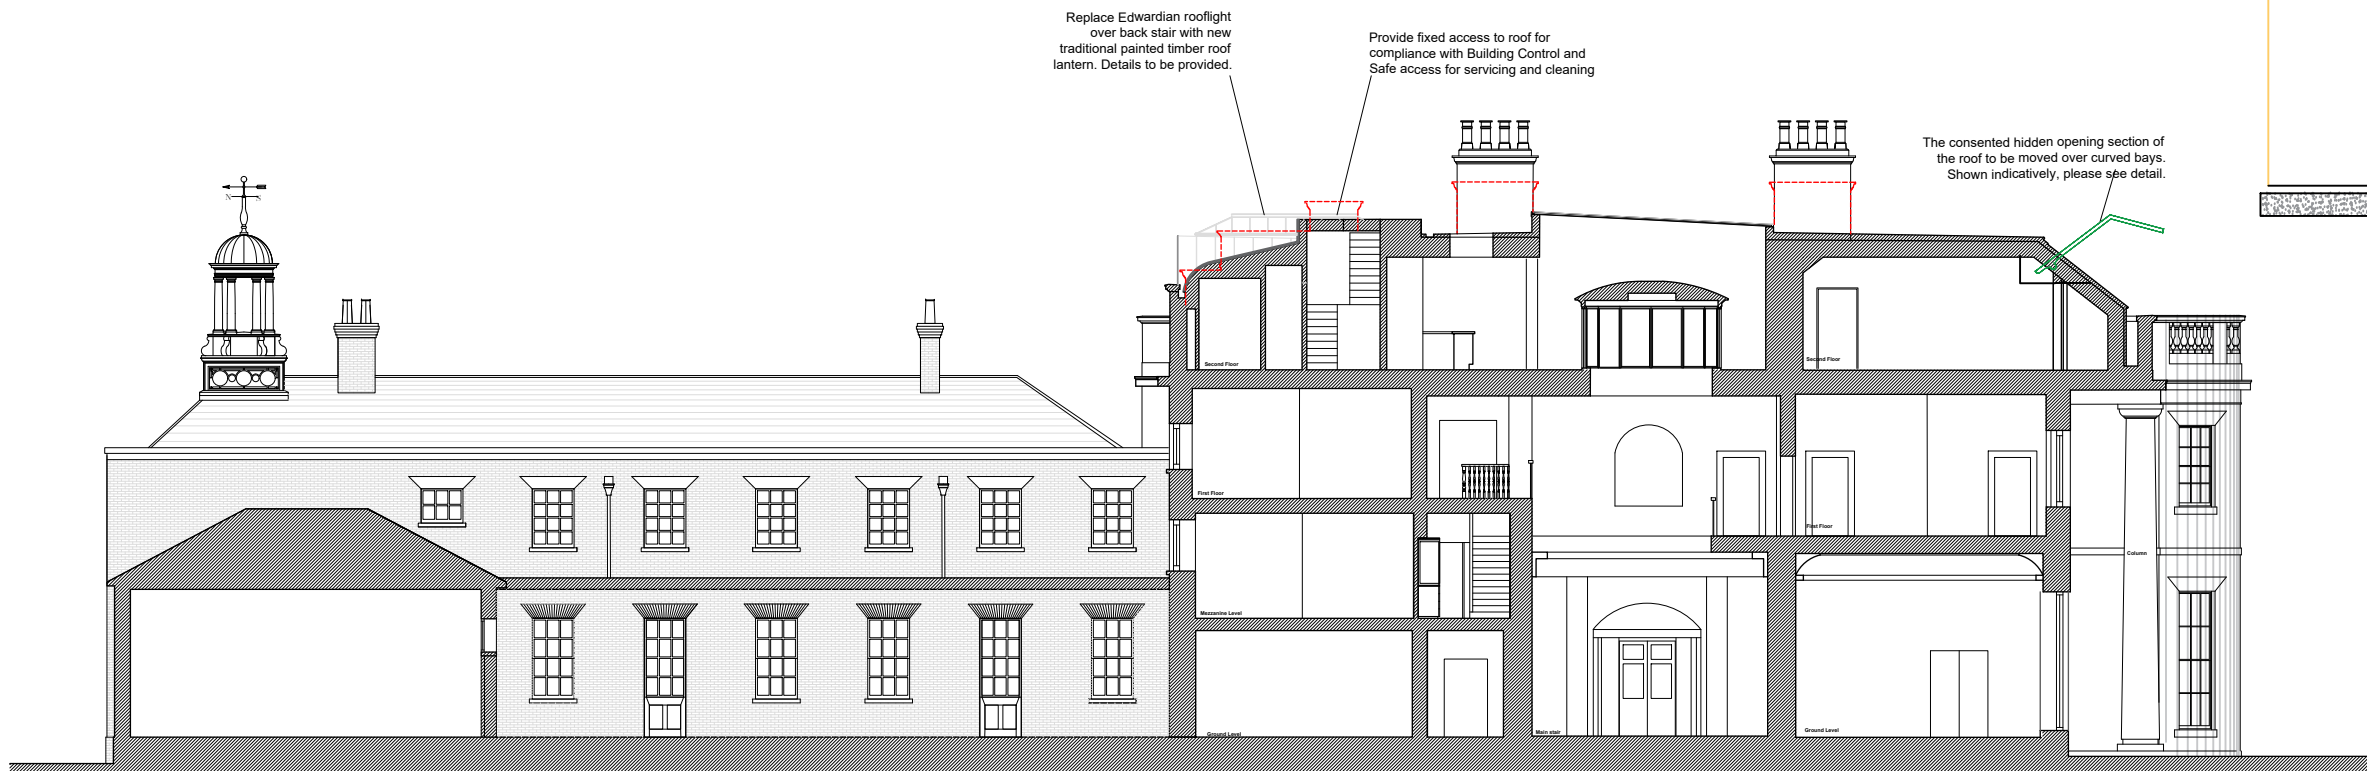 Replace Edwardian rooflight
over back stair with new
traditional painted timber roof
lantern. Details to be provided.
Provide fixed access to roof for
compliance with Building Control and
Safe access for servicing and cleaning
The consented hidden opening section of
the roof to be moved over curved bays.
Shown indicatively, please see detail.
N S
Second Floor
Second Floor
First Floor
First Floor
Column
Mezzanine Level
Ground Level
Main stair
Ground Level